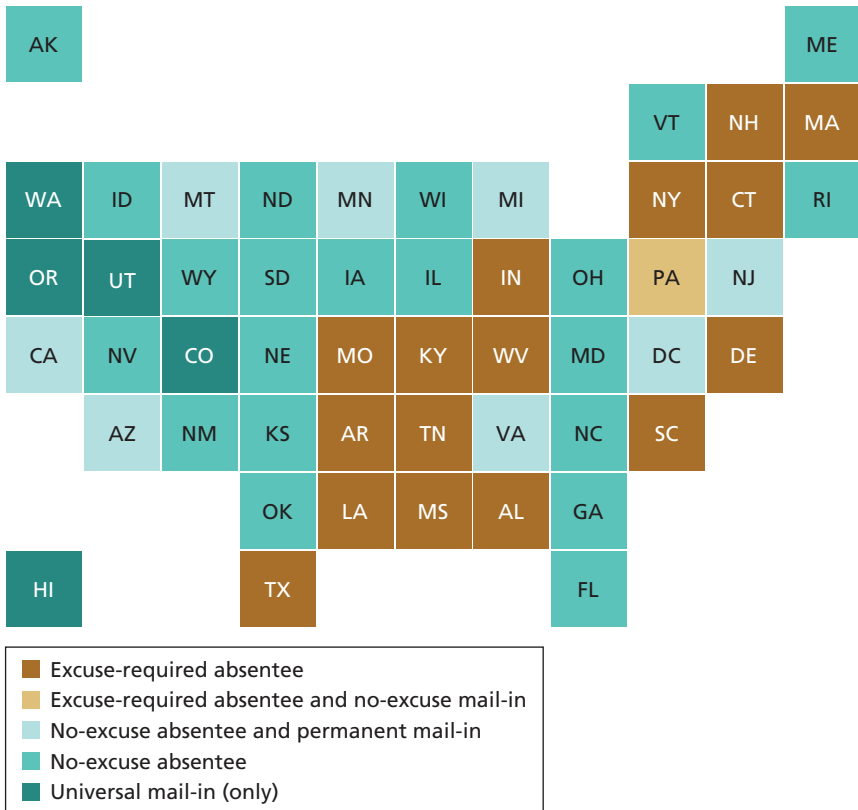 AK ME
VT NH MA
WA ID MT ND MN WI MI NY CT RI
OR UT WY SD IA IL IN OH PA NJ
CA NV CO NE MO KY WV MD DC DE
AZ NM KS AR TN VA NC SC
OK LA MS AL GA
HI TX FL
Excuse-required absentee
Excuse-required absentee and no-excuse mail-in
No-excuse absentee and permanent mail-in
No-excuse absentee
Universal mail-in (only)